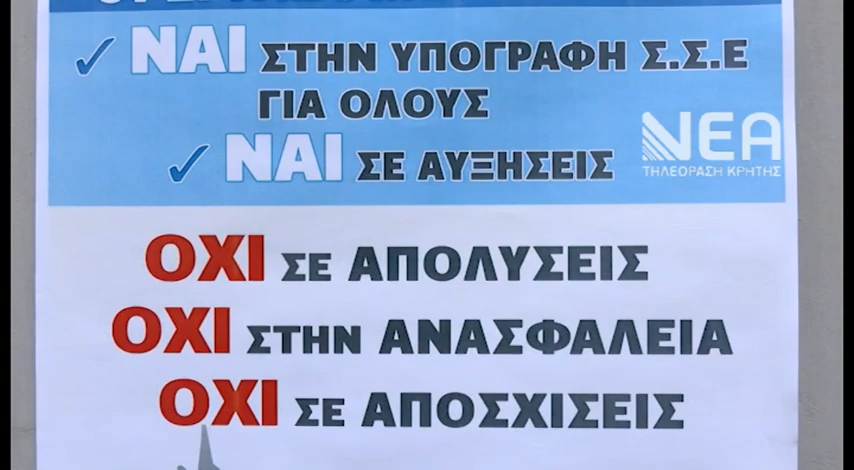 ✓ ΝΑΙ ΣΤΗΝ ΥΠΟΓΡΑΦΗ Σ.Σ.Ε
ΓΙΑ ΟΛΟΥΣ
✓ ΝΑΙ ΣΕ ΑΥΞΗΣΕΙΣ
ΝΕΑ
ΤΗΛΕΟΡΑΣΗ ΚΡΗΤΗΣ
ΟΧΙ ΣΕ ΑΠΟΛΥΣΕΙΣ
ΟΧΙ ΣΤΗΝ ΑΝΑΣΦΑΛΕΙΑ
ΟΧΙ ΣΕ ΑΠΟΣΧΙΣΕΙΣ